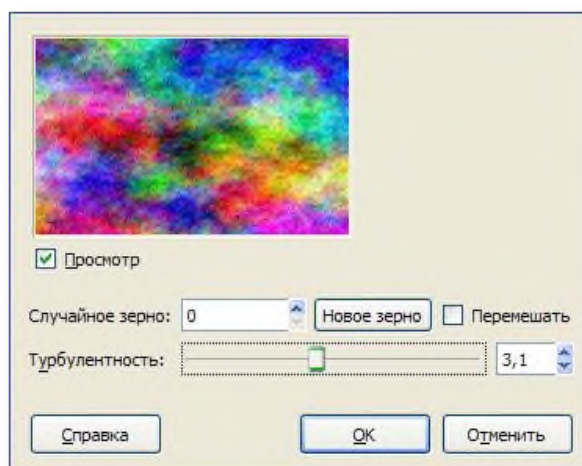 Просмотр
Случайное зерно: 0 Новое зерно Перемешать
Турбулентность: 3,1
Справка OK Отменить